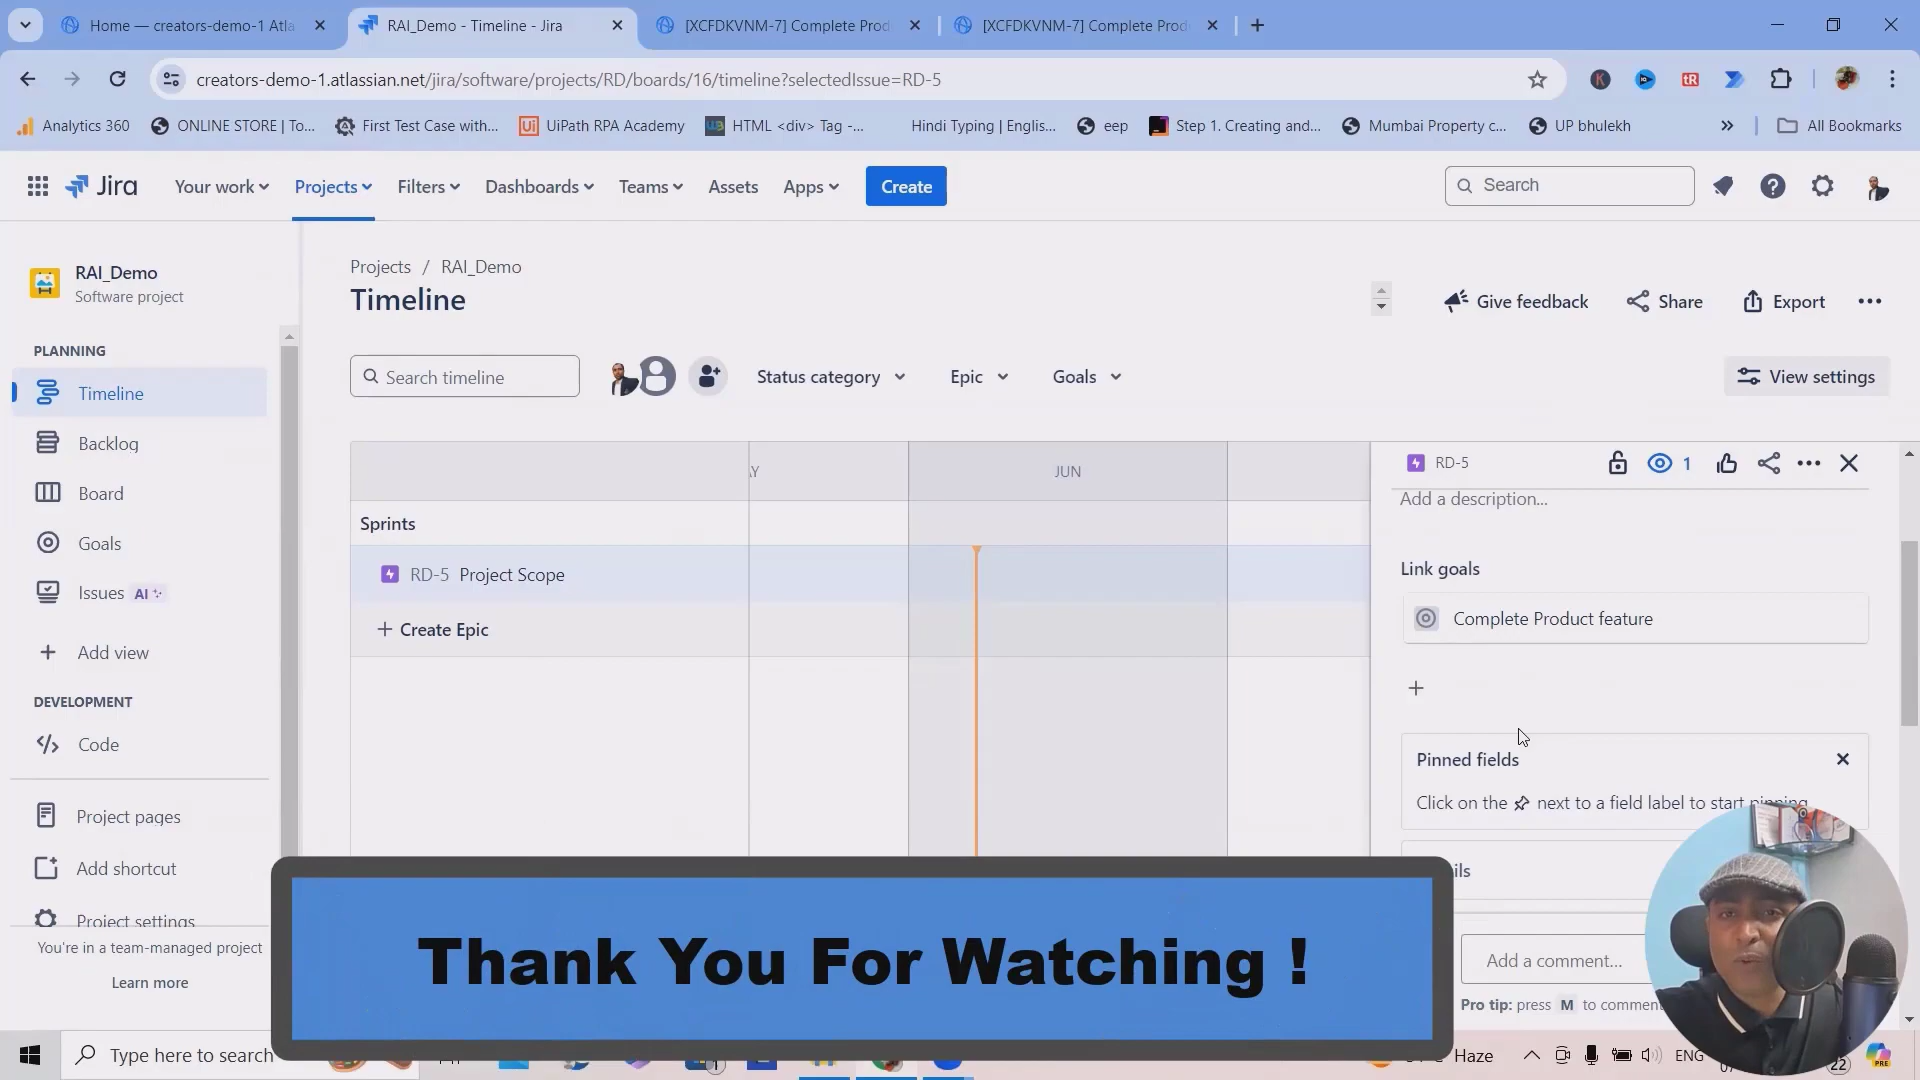 Home — creators-demo-1 Atla
RAI_Demo - Timeline - Jira
[XCFDKVNM-7] Complete Prod
[XCFDKVNM-7] Complete Prod
creators-demo-1.atlassian.net/jira/software/projects/RD/boards/16/timeline?selectedIssue=RD-5
Analytics 360
ONLINE STORE | To...
First Test Case with...
UiPath RPA Academy
HTML <div> Tag -...
Hindi Typing | Englis...
eep
Step 1. Creating and...
Mumbai Property c...
UP bhulekh
All Bookmarks
Jira
Your work
Projects
Filters
Dashboards
Teams
Assets
Apps
Create
Search
RAI_Demo
Software project
Projects / RAI_Demo
Timeline
Give feedback
Share
Export
PLANNING
Timeline
Backlog
Board
Goals
Issues AI
Add view
DEVELOPMENT
Code
Project pages
Add shortcut
Project settings
You're in a team-managed project
Learn more
Search timeline
Status category
Epic
Goals
View settings
JUN
Sprints
RD-5 Project Scope
+ Create Epic
RD-5
1
Add a description...
Link goals
Complete Product feature
Pinned fields
Click on the next to a field label to start pinning
ils
Add a comment...
Pro tip: press M to comment
Thank You For Watching !
Type here to search
Haze
ENG
22